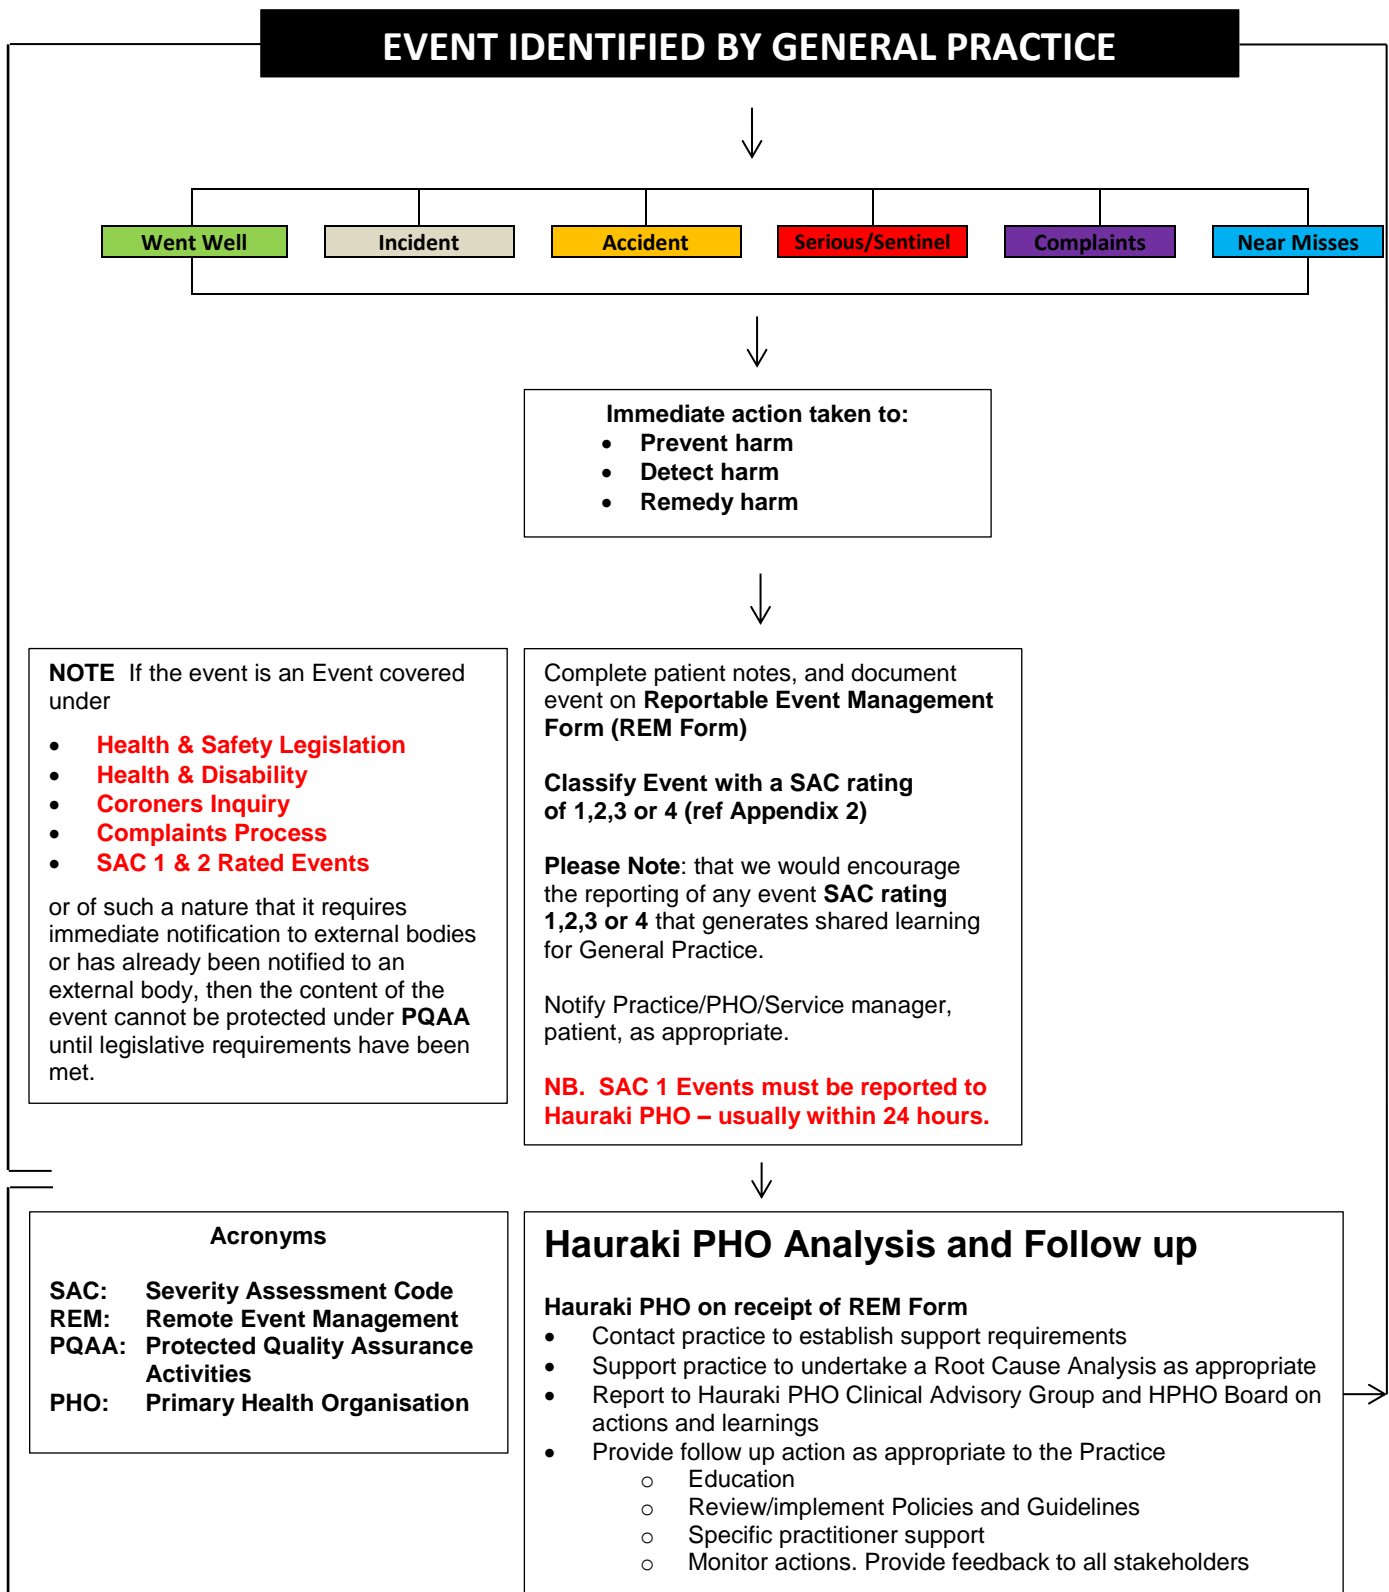 EVENT IDENTIFIED BY GENERAL PRACTICE
Went Well
Incident
Accident
Serious/Sentinel
Complaints
Near Misses
Immediate action taken to:
• Prevent harm
• Detect harm
• Remedy harm
NOTE If the event is an Event covered
under
• Health & Safety Legislation
• Health & Disability
• Coroners Inquiry
• Complaints Process
• SAC 1 & 2 Rated Events
or of such a nature that it requires
immediate notification to external bodies
or has already been notified to an
external body, then the content of the
event cannot be protected under PQAA
until legislative requirements have been
met.
Complete patient notes, and document
event on Reportable Event Management
Form (REM Form)
Classify Event with a SAC rating
of 1,2,3 or 4 (ref Appendix 2)
Please Note: that we would encourage
the reporting of any event SAC rating
1,2,3 or 4 that generates shared learning
for General Practice.
Notify Practice/PHO/Service manager,
patient, as appropriate.
NB. SAC 1 Events must be reported to
Hauraki PHO – usually within 24 hours.
Acronyms
SAC: Severity Assessment Code
REM: Remote Event Management
PQAA: Protected Quality Assurance
Activities
PHO: Primary Health Organisation
Hauraki PHO Analysis and Follow up
Hauraki PHO on receipt of REM Form
• Contact practice to establish support requirements
• Support practice to undertake a Root Cause Analysis as appropriate
• Report to Hauraki PHO Clinical Advisory Group and HPHO Board on
actions and learnings
• Provide follow up action as appropriate to the Practice
o Education
o Review/implement Policies and Guidelines
o Specific practitioner support
o Monitor actions. Provide feedback to all stakeholders